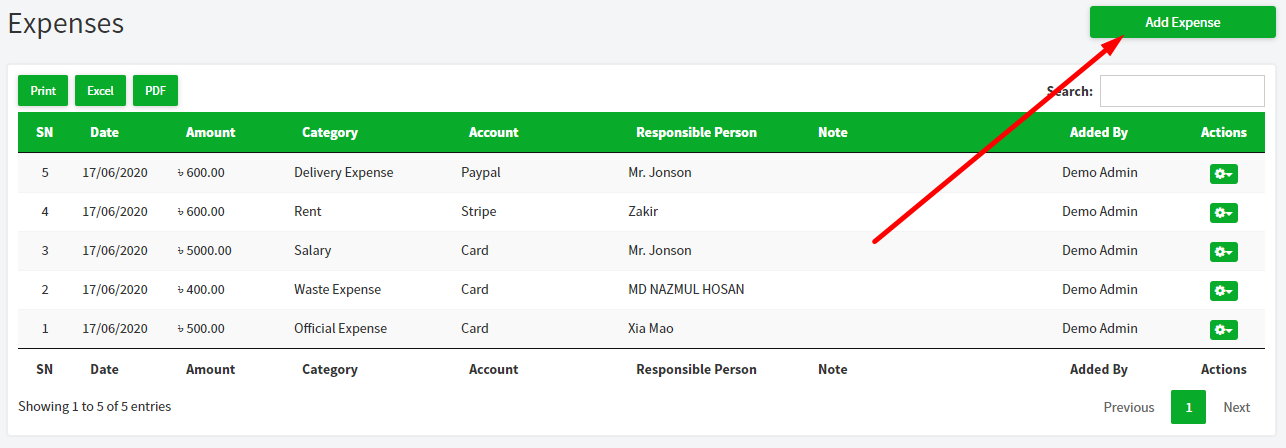 Expenses
Add Expense
Print Excel PDF Search:
SN Date Amount Category Account Responsible Person Note Added By Actions
5 17/06/2020 ৳ 600.00 Delivery Expense Paypal Mr. Jonson Demo Admin
4 17/06/2020 ৳ 600.00 Rent Stripe Zakir Demo Admin
3 17/06/2020 ৳ 5000.00 Salary Card Mr. Jonson Demo Admin
2 17/06/2020 ৳ 400.00 Waste Expense Card MD NAZMUL HOSAN Demo Admin
1 17/06/2020 ৳ 500.00 Official Expense Card Xia Mao Demo Admin
SN Date Amount Category Account Responsible Person Note Added By Actions
Showing 1 to 5 of 5 entries Previous 1 Next